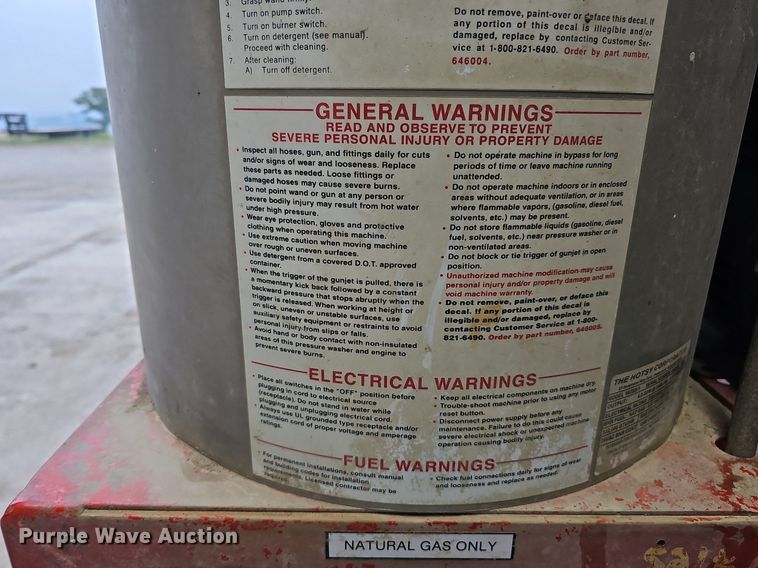 3. Grasp wand firmly.
4. Turn on pump switch.
5. Turn on burner switch.
6. Turn on detergent (see manual).
Proceed with cleaning.
7. After cleaning:
A) Turn off detergent.
Do not remove, paint-over or deface this decal. If
any portion of this decal is illegible and/or
damaged, replace by contacting Customer Ser-
vice at 1-800-821-6490. Order by part number,
646004.
GENERAL WARNINGS
READ AND OBSERVE TO PREVENT
SEVERE PERSONAL INJURY OR PROPERTY DAMAGE
• Inspect all hoses, gun, and fittings daily for cuts
and/or signs of wear and looseness. Replace
these parts as needed. Loose fittings or
damaged hoses may cause severe burns.
• Do not point wand or gun at any person or
severe bodily injury may result from hot water
under high pressure.
• Wear eye protection, gloves and protective
clothing when operating this machine.
• Use extreme caution when moving machine
over rough or uneven surfaces.
• Use detergent from a covered D.O.T. approved
container.
• When the trigger of the gunjet is pulled, there is
a momentary kick back followed by a constant
backward pressure that stops abruptly when the
trigger is released. When working at height or
on slick, uneven or unstable surfaces, use
auxiliary safety equipment or restraints to avoid
personal injury from slips or falls.
• Avoid hand or body contact with non-insulated
areas of this pressure washer and engine to
prevent severe burns.
• Do not operate machine in bypass for long
periods of time or leave machine running
unattended.
• Do not operate machine indoors or in enclosed
areas without adequate ventilation, or in areas
where flammable vapors, (gasoline, diesel fuel,
solvents, etc.) may be present.
• Do not store flammable liquids (gasoline, diesel
fuel, solvents, etc.) near pressure washer or in
non-ventilated areas.
• Do not block or tie trigger of gunjet in open
position.
• Unauthorized machine modification may cause
personal injury and/or property damage and will
void machine warranty.
• Do not remove, paint-over, or deface this
decal. If any portion of this decal is
illegible and/or damaged, replace by
contacting Customer Service at 1-800-
821-6490. Order by part number, 646005.
ELECTRICAL WARNINGS
• Place all switches in the "OFF" position before
plugging in cord to electrical source
(receptacle). Do not stand in water while
plugging and unplugging electrical cord.
• Always use UL grounded type receptacle and/or
extension cord of proper voltage and amperage
ratings.
• Keep all electrical components on machine dry.
• Trouble-shoot machine prior to using any motor
reset button.
• Disconnect power supply before any
maintenance. Failure to do this could cause
severe electrical shock or unexpected machine
operation causing bodily injury.
FUEL WARNINGS
• For permanent installations, consult manual
and building codes for installation
requirements. Licensed contractor may be
required.
• Check fuel connections daily for signs of wear
and looseness and replace as needed.
THE HOTSY CORPORATION
NATURAL GAS ONLY
Purple Wave Auction